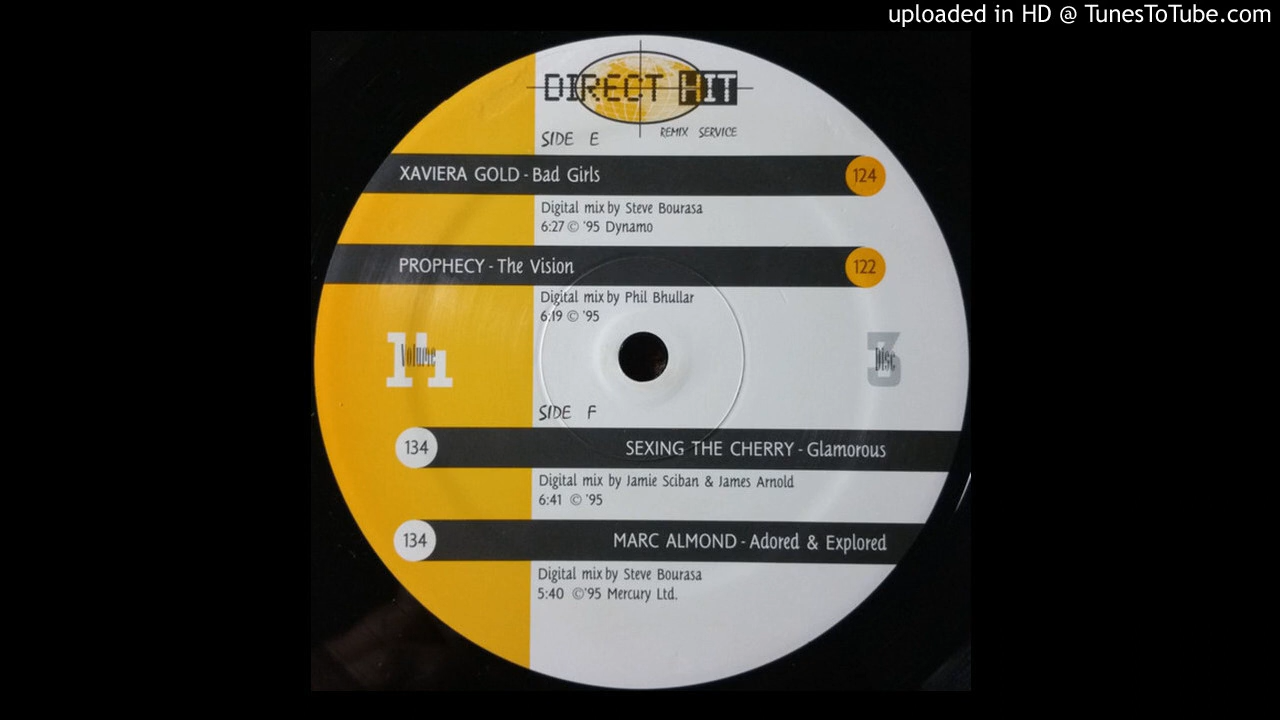 uploaded in HD @ TunesToTube.com
DIRECT HIT
REMIX SERVICE
SIDE E
XAVIERA GOLD - Bad Girls 124
Digital mix by Steve Bourasa
6:27 © '95 Dynamo
PROPHECY - The Vision 122
Digital mix by Phil Bhullar
6:19 © '95
Volume 11
Disc 3
SIDE F
134 SEXING THE CHERRY - Glamorous
Digital mix by Jamie Sciban & James Arnold
6:41 © '95
134 MARC ALMOND - Adored & Explored
Digital mix by Steve Bourasa
5:40 ©'95 Mercury Ltd.